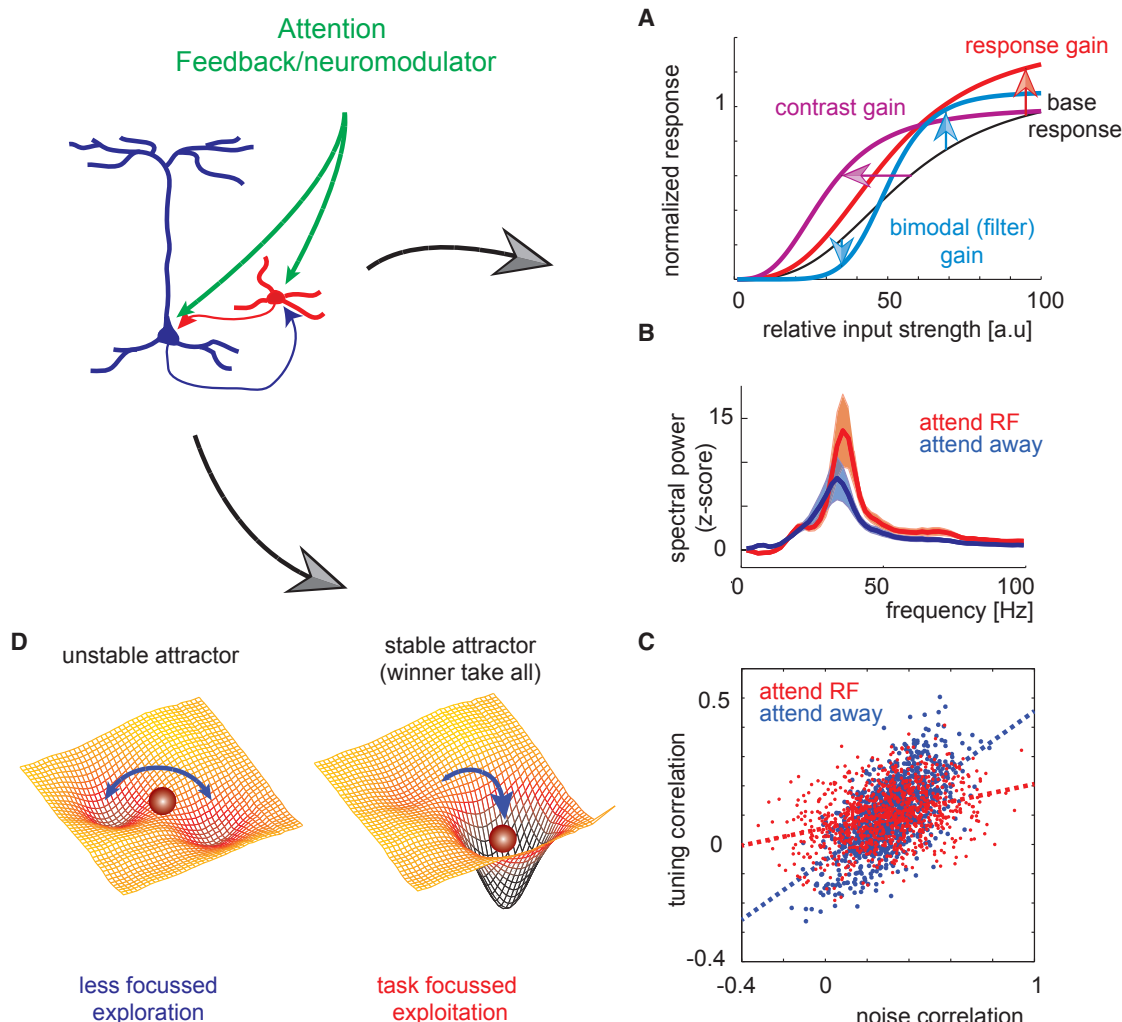 Attention
Feedback/neuromodulator
A
response gain
contrast gain
base
response
bimodal (filter)
gain
normalized response
1
0
50
100
relative input strength [a.u]
B
attend RF
attend away
spectral power
(z-score)
15
0
0
50
100
frequency [Hz]
D
unstable attractor
stable attractor
(winner take all)
less focussed
exploration
task focussed
exploitation
C
attend RF
attend away
tuning correlation
0.5
0
-0.4
-0.4
0
1
noise correlation